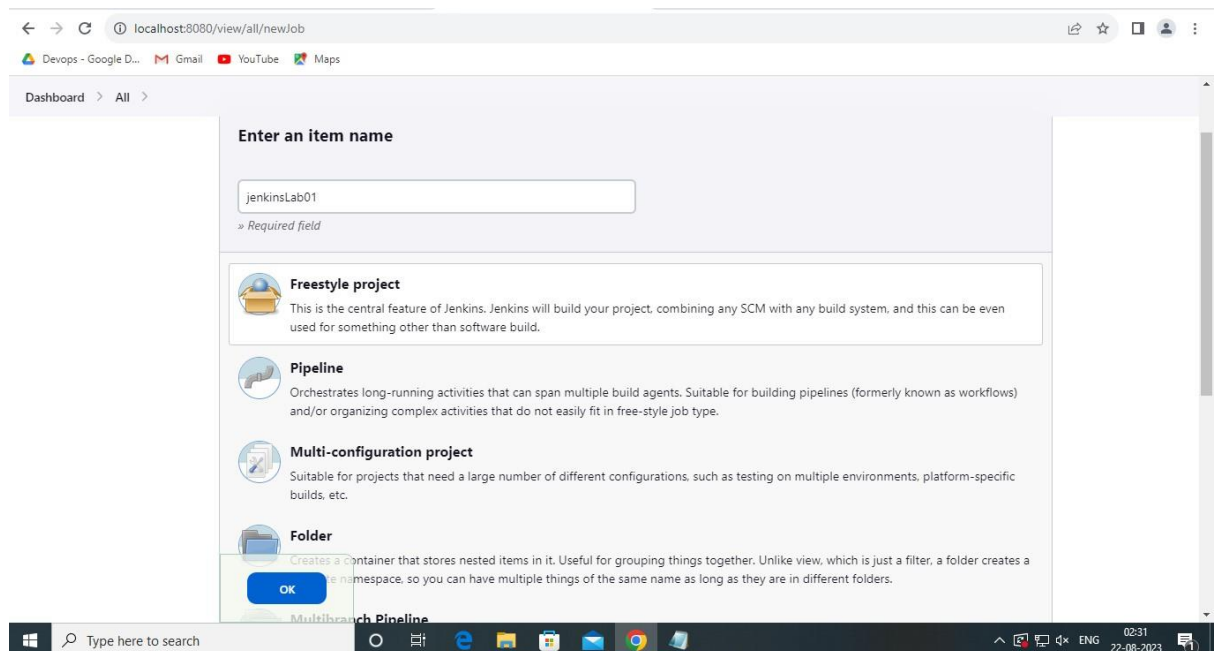 localhost:8080/view/all/newJob
Devops - Google D... Gmail YouTube Maps
Dashboard > All >
Enter an item name
jenkinsLab01
» Required field
Freestyle project
This is the central feature of Jenkins. Jenkins will build your project, combining any SCM with any build system, and this can be even
used for something other than software build.
Pipeline
Orchestrates long-running activities that can span multiple build agents. Suitable for building pipelines (formerly known as workflows)
and/or organizing complex activities that do not easily fit in free-style job type.
Multi-configuration project
Suitable for projects that need a large number of different configurations, such as testing on multiple environments, platform-specific
builds, etc.
Folder
Creates a container that stores nested items in it. Useful for grouping things together. Unlike view, which is just a filter, a folder creates a
namespace, so you can have multiple things of the same name as long as they are in different folders.
OK
Multibranch Pipeline
Type here to search
ENG
02:31
22-08-2023